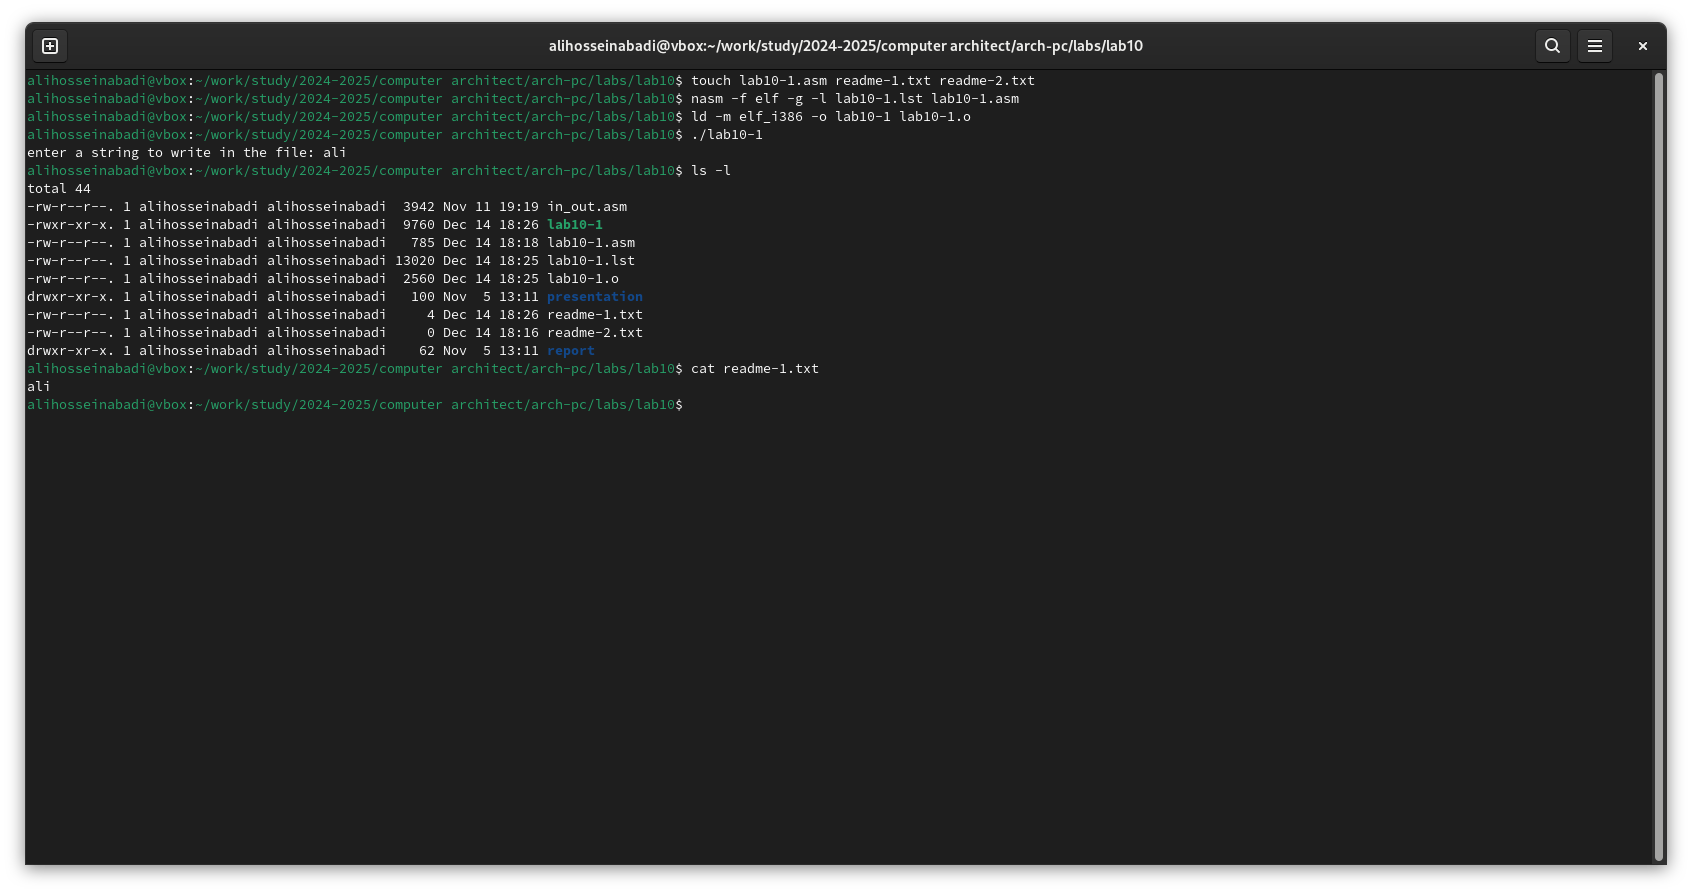 alihosseinabadi@vbox:~/work/study/2024-2025/computer architect/arch-pc/labs/lab10
alihosseinabadi@vbox:~/work/study/2024-2025/computer architect/arch-pc/labs/lab10$ touch lab10-1.asm readme-1.txt readme-2.txt
alihosseinabadi@vbox:~/work/study/2024-2025/computer architect/arch-pc/labs/lab10$ nasm -f elf -g -l lab10-1.lst lab10-1.asm
alihosseinabadi@vbox:~/work/study/2024-2025/computer architect/arch-pc/labs/lab10$ ld -m elf_i386 -o lab10-1 lab10-1.o
alihosseinabadi@vbox:~/work/study/2024-2025/computer architect/arch-pc/labs/lab10$ ./lab10-1
enter a string to write in the file: ali
alihosseinabadi@vbox:~/work/study/2024-2025/computer architect/arch-pc/labs/lab10$ ls -l
total 44
-rw-r--r--. 1 alihosseinabadi alihosseinabadi  3942 Nov 11 19:19 in_out.asm
-rwxr-xr-x. 1 alihosseinabadi alihosseinabadi  9760 Dec 14 18:26 lab10-1
-rw-r--r--. 1 alihosseinabadi alihosseinabadi   785 Dec 14 18:18 lab10-1.asm
-rw-r--r--. 1 alihosseinabadi alihosseinabadi 13020 Dec 14 18:25 lab10-1.lst
-rw-r--r--. 1 alihosseinabadi alihosseinabadi  2560 Dec 14 18:25 lab10-1.o
drwxr-xr-x. 1 alihosseinabadi alihosseinabadi   100 Nov  5 13:11 presentation
-rw-r--r--. 1 alihosseinabadi alihosseinabadi     4 Dec 14 18:26 readme-1.txt
-rw-r--r--. 1 alihosseinabadi alihosseinabadi     0 Dec 14 18:16 readme-2.txt
drwxr-xr-x. 1 alihosseinabadi alihosseinabadi    62 Nov  5 13:11 report
alihosseinabadi@vbox:~/work/study/2024-2025/computer architect/arch-pc/labs/lab10$ cat readme-1.txt
ali
alihosseinabadi@vbox:~/work/study/2024-2025/computer architect/arch-pc/labs/lab10$